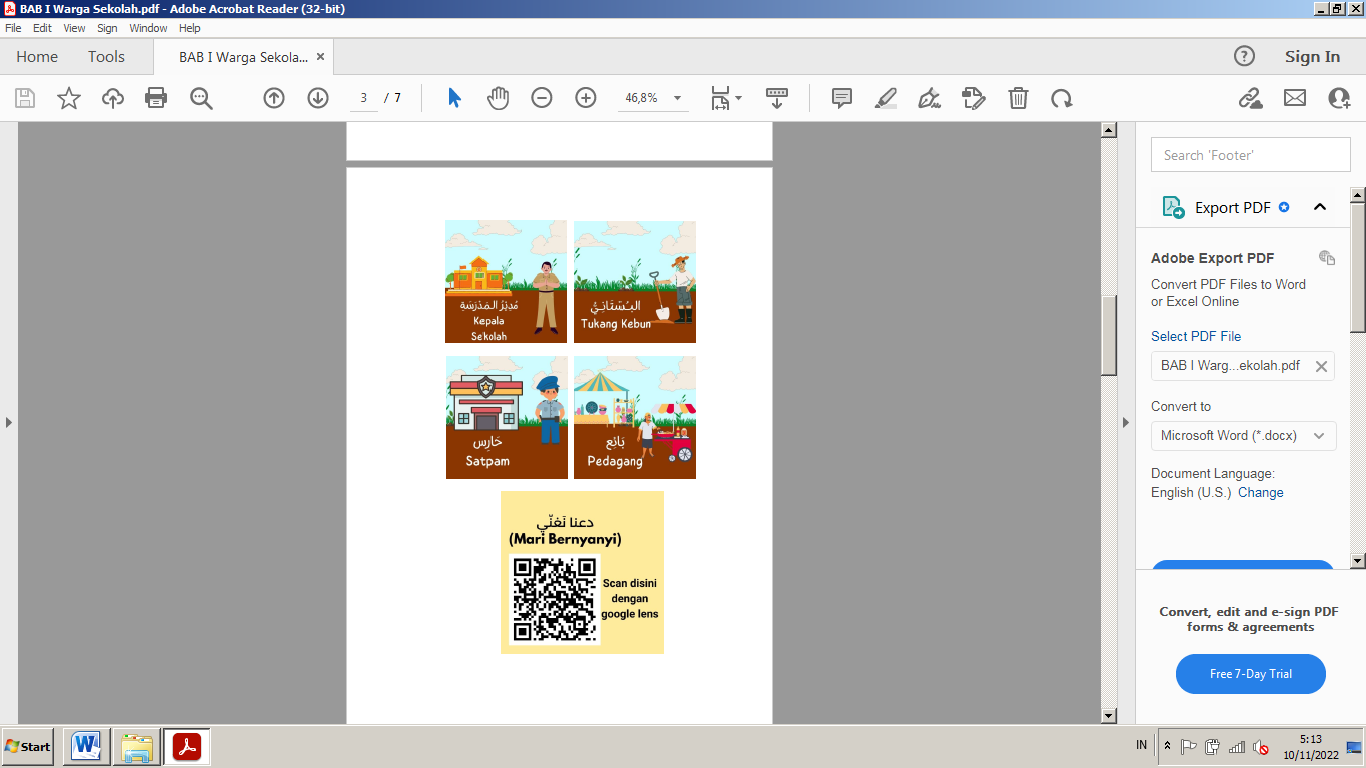 BAB I Warga Sekolah.pdf - Adobe Acrobat Reader (32-bit)
File Edit View Sign Window Help
Home Tools BAB I Warga Sekola... × Sign In
3 / 7 46,8%
Search 'Footer'
Export PDF
Adobe Export PDF
Convert PDF Files to Word
or Excel Online
Select PDF File
BAB I Warg...ekolah.pdf
Convert to
Microsoft Word (*.docx)
Document Language:
English (U.S.) Change
Convert, edit and e-sign PDF
forms & agreements
Free 7-Day Trial
مُدِيْرُ الـمَدْرَسَةِ
Kepala
Sekolah
البُسْتَانِـيُّ
Tukang Kebun
حَارِس
Satpam
بَائِع
Pedagang
دعنا نَغنّي
(Mari Bernyanyi)
Scan disini
dengan
google lens
Start
IN
5:13
10/11/2022